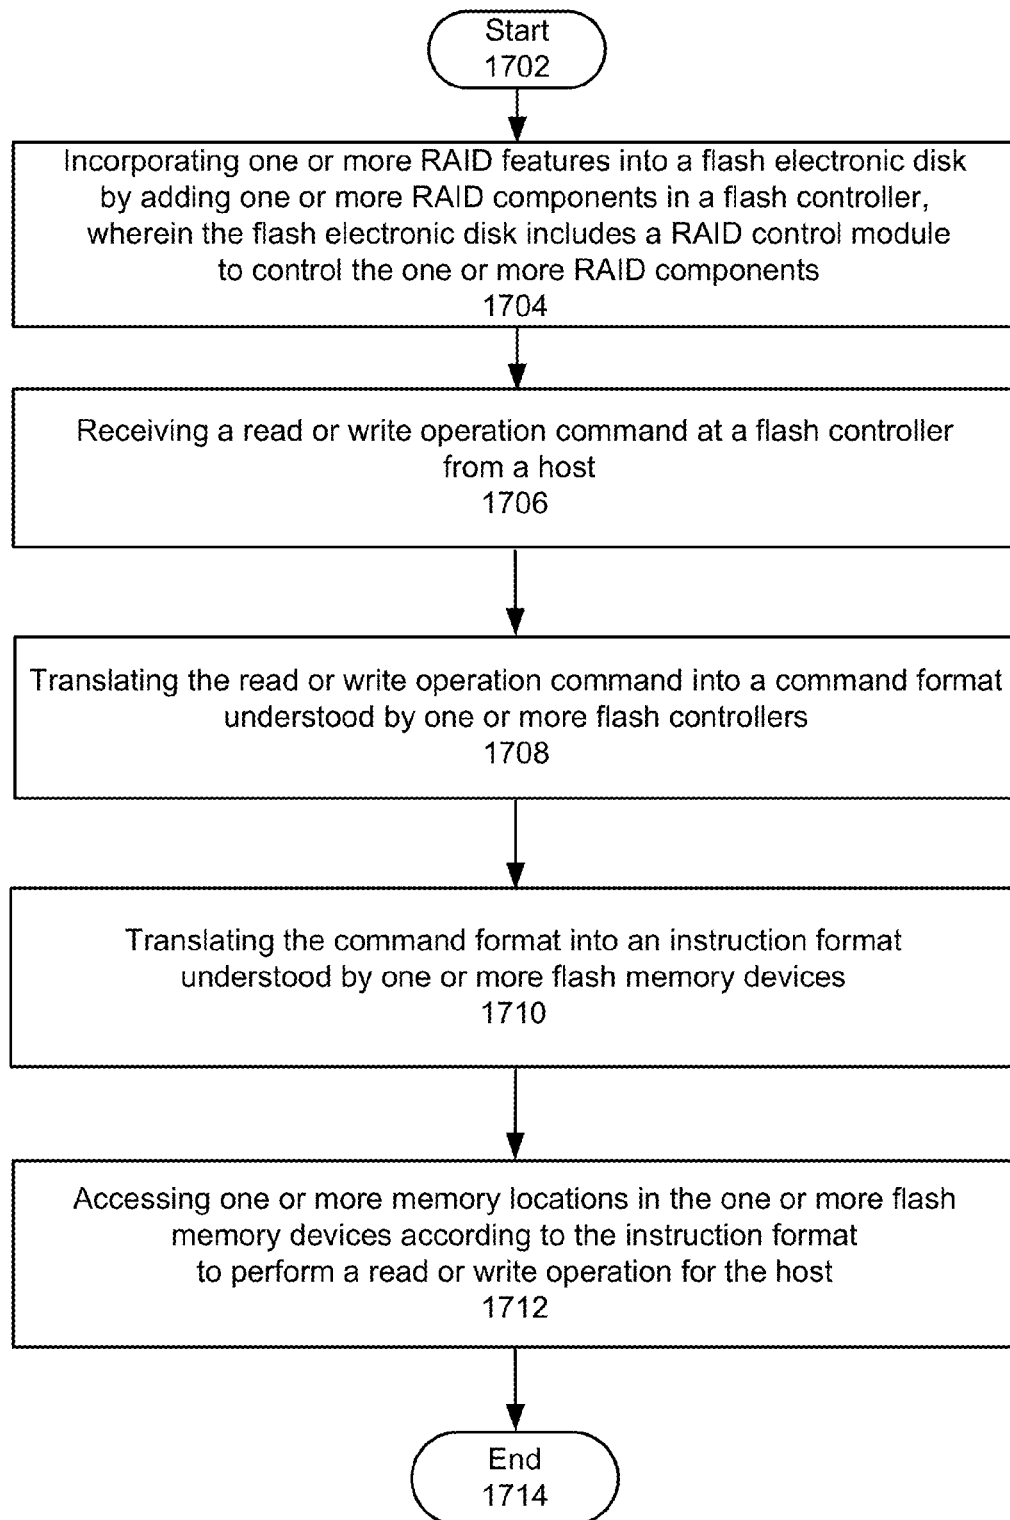 Start
1702
Incorporating one or more RAID features into a flash electronic disk
by adding one or more RAID components in a flash controller,
wherein the flash electronic disk includes a RAID control module
to control the one or more RAID components
1704
Receiving a read or write operation command at a flash controller
from a host
1706
Translating the read or write operation command into a command format
understood by one or more flash controllers
1708
Translating the command format into an instruction format
understood by one or more flash memory devices
1710
Accessing one or more memory locations in the one or more flash
memory devices according to the instruction format
to perform a read or write operation for the host
1712
End
1714